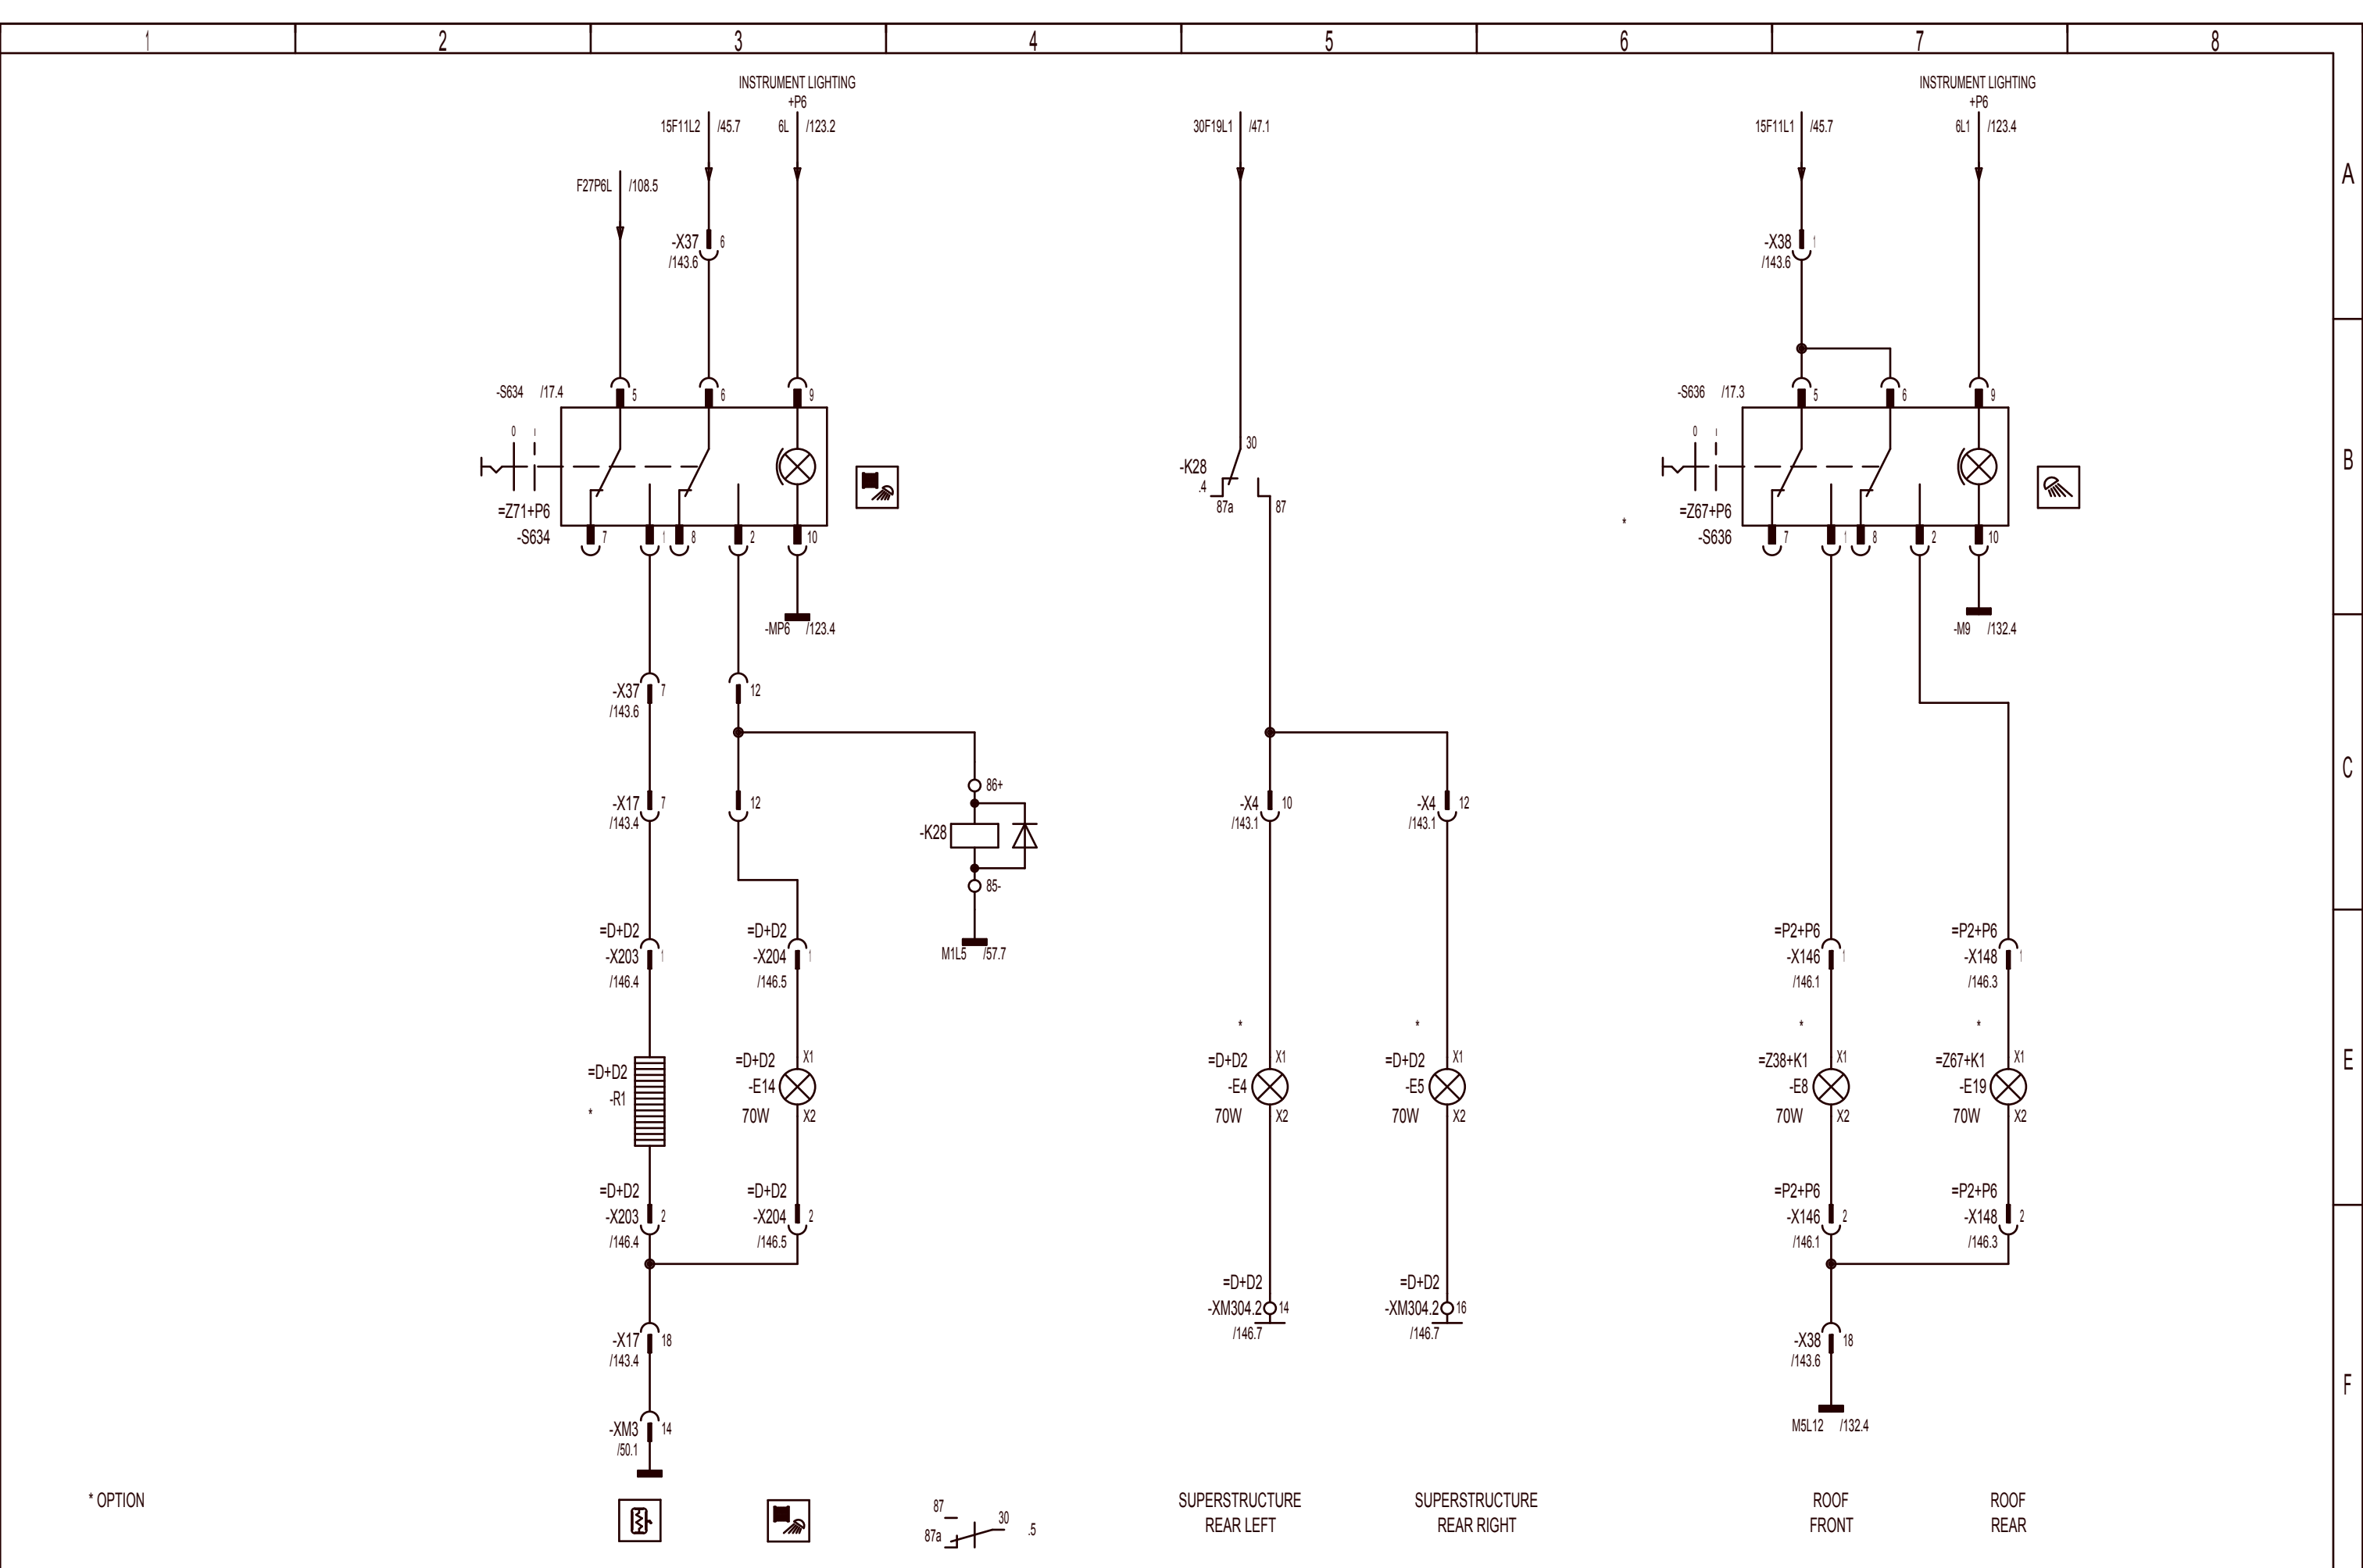 1 2 3 4 5 6 7 8
INSTRUMENT LIGHTING
+P6
INSTRUMENT LIGHTING
+P6
15F11L2 /45.7 6L /123.2 30F19L1 /47.1 15F11L1 /45.7 6L1 /123.4
F27P6L /108.5
A
-X37 6
/143.6
-X38 1
/143.6
-S634 /17.4 5 6 9
-S636 /17.3 5 6 9
0 I
0 I
30
-K28
.4
87a 87
B
=Z71+P6
-S634 7 1 8 2 10
*
=Z67+P6
-S636 7 1 8 2 10
-MP6 /123.4
-M9 /132.4
-X37 7 12
/143.6
86+
-K28
85-
M1L5 /57.7
-X17 7 12
/143.4
-X4 10
/143.1
-X4 12
/143.1
C
=D+D2
-X203 1
/146.4
=D+D2
-X204 1
/146.5
=P2+P6
-X146 1
/146.1
=P2+P6
-X148 1
/146.3
=D+D2
-R1
*
=D+D2 X1
-E14
70W X2
*
=D+D2 X1
-E4
70W X2
*
=D+D2 X1
-E5
70W X2
*
=Z38+K1 X1
-E8
70W X2
*
=Z67+K1 X1
-E19
70W X2
E
=D+D2
-X203 2
/146.4
=D+D2
-X204 2
/146.5
=P2+P6
-X146 2
/146.1
=P2+P6
-X148 2
/146.3
=D+D2
-XM304.2 14
/146.7
=D+D2
-XM304.2 16
/146.7
-X17 18
/143.4
-X38 18
/143.6
F
-XM3 14
/50.1
M5L12 /132.4
* OPTION
87
87a 30 .5
SUPERSTRUCTURE
REAR LEFT
SUPERSTRUCTURE
REAR RIGHT
ROOF
FRONT
ROOF
REAR